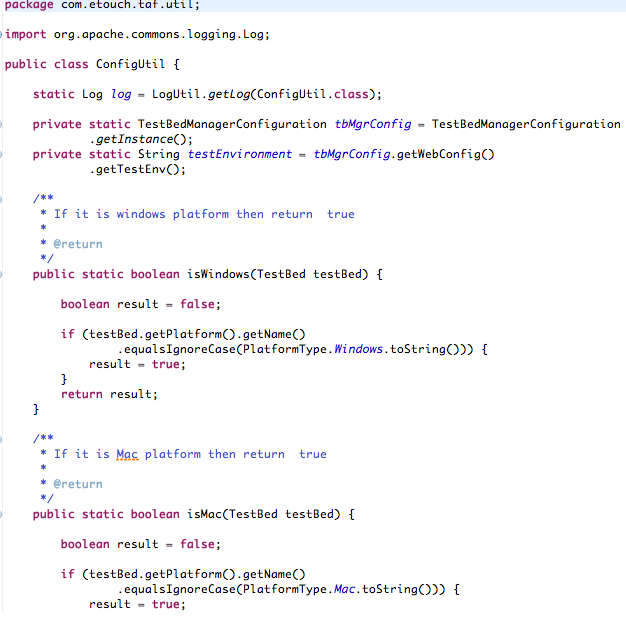 package com.etouch.taf.util;
import org.apache.commons.logging.Log;
public class ConfigUtil {
static Log log = LogUtil.getLog(ConfigUtil.class);
private static TestBedManagerConfiguration tbMgrConfig = TestBedManagerConfiguration
.getInstance();
private static String testEnvironment = tbMgrConfig.getWebConfig()
.getTestEnv();
/**
* If it is windows platform then return  true
*
* @return
*/
public static boolean isWindows(TestBed testBed) {
boolean result = false;
if (testBed.getPlatform().getName()
.equalsIgnoreCase(PlatformType.Windows.toString())) {
result = true;
}
return result;
}
/**
* If it is Mac platform then return  true
*
* @return
*/
public static boolean isMac(TestBed testBed) {
boolean result = false;
if (testBed.getPlatform().getName()
.equalsIgnoreCase(PlatformType.Mac.toString())) {
result = true;